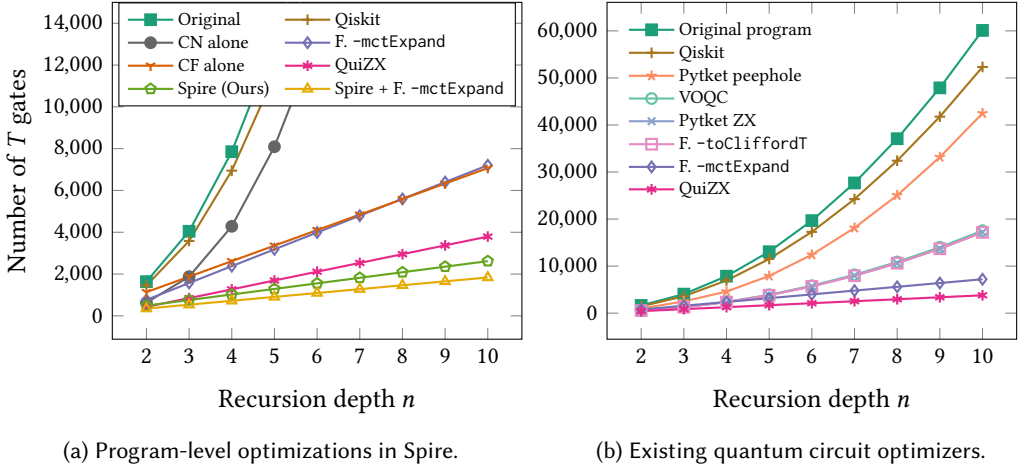 Number of T gates
14,000
12,000
10,000
8,000
6,000
4,000
2,000
0
Original
CN alone
CF alone
Spire (Ours)
Qiskit
F. -mctExpand
QuiZX
Spire + F. -mctExpand
2 3 4 5 6 7 8 9 10
Recursion depth n
(a) Program-level optimizations in Spire.
60,000
50,000
40,000
30,000
20,000
10,000
0
Original program
Qiskit
Pytket peephole
VOQC
Pytket ZX
F. -toCliffordT
F. -mctExpand
QuiZX
2 3 4 5 6 7 8 9 10
Recursion depth n
(b) Existing quantum circuit optimizers.